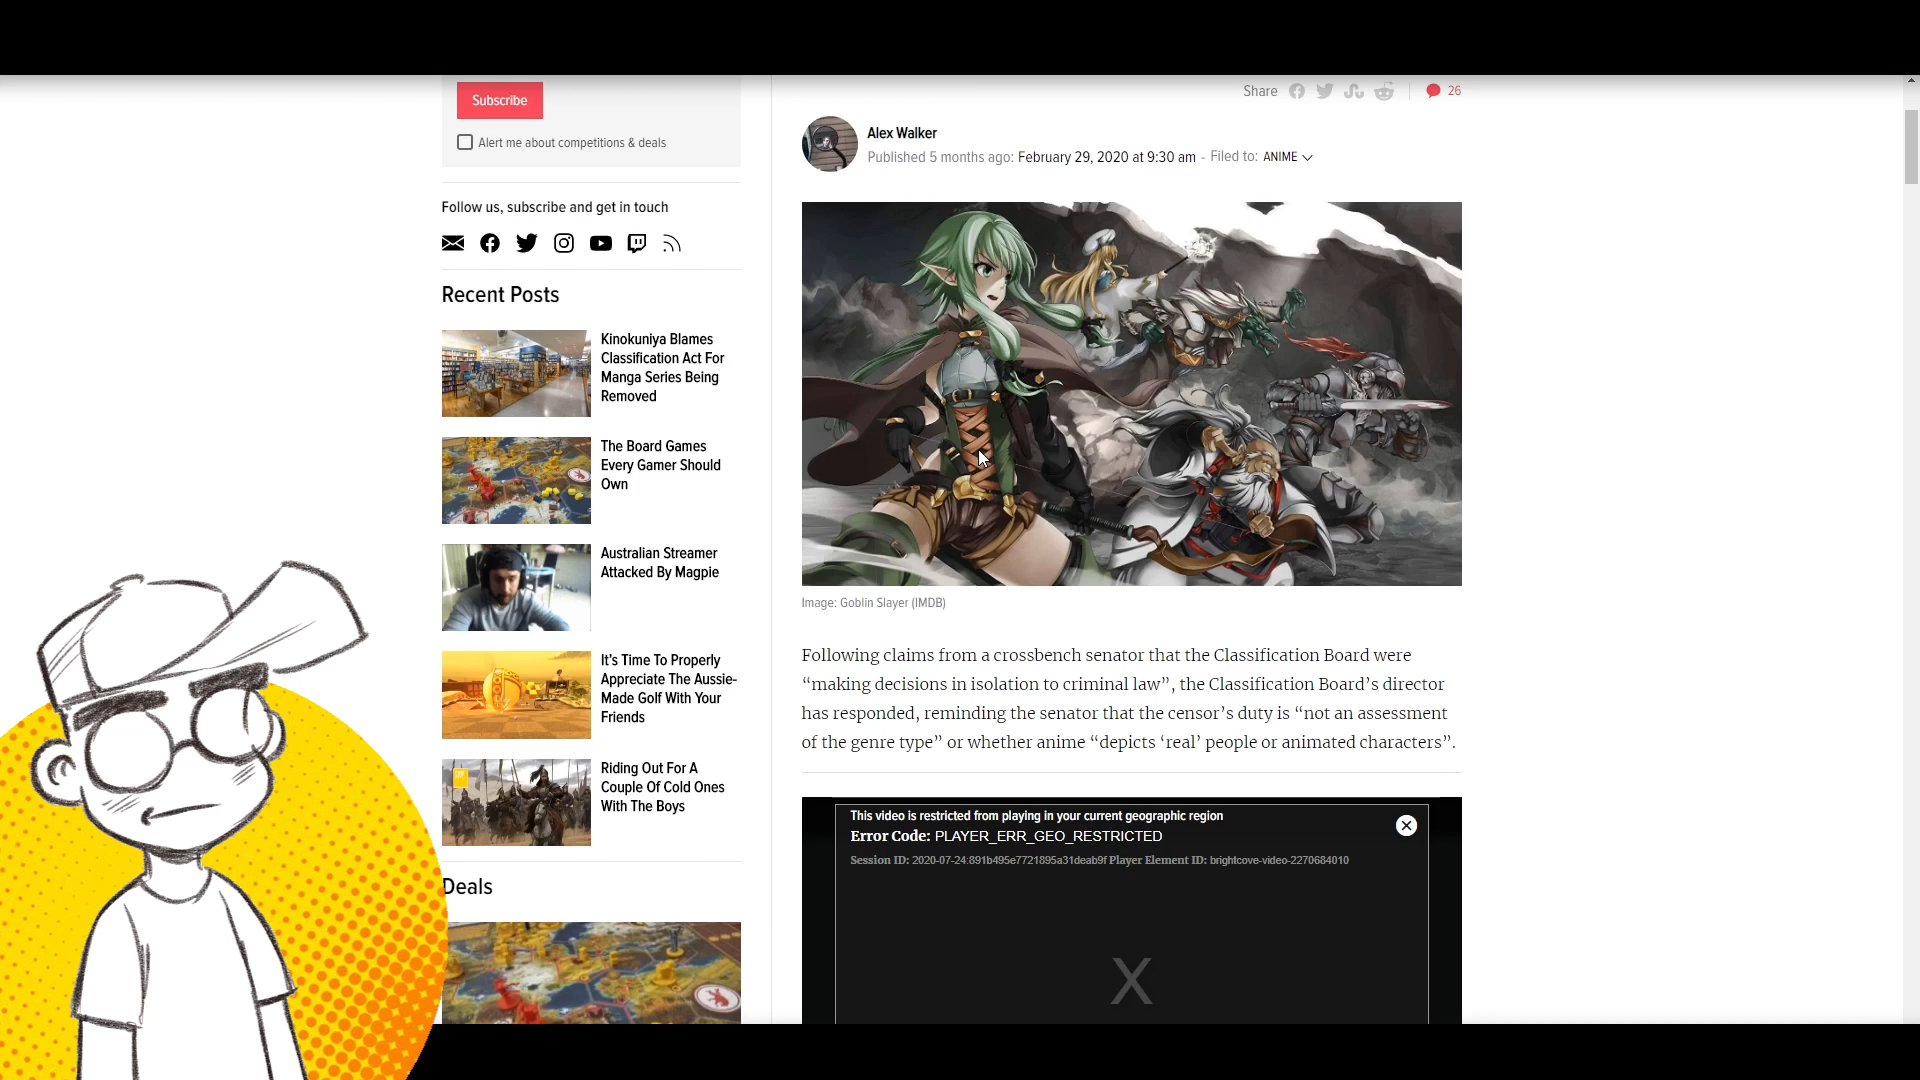 Subscribe
Alert me about competitions & deals
Follow us, subscribe and get in touch
Recent Posts
Kinokuniya Blames
Classification Act For
Manga Series Being
Removed
The Board Games
Every Gamer Should
Own
Australian Streamer
Attacked By Magpie
It's Time To Properly
Appreciate The Aussie-
Made Golf With Your
Friends
Riding Out For A
Couple Of Cold Ones
With The Boys
Deals
Share
26
Alex Walker
Published 5 months ago: February 29, 2020 at 9:30 am - Filed to: ANIME
Image: Goblin Slayer (IMDB)
Following claims from a crossbench senator that the Classification Board were
“making decisions in isolation to criminal law”, the Classification Board’s director
has responded, reminding the senator that the censor’s duty is “not an assessment
of the genre type” or whether anime “depicts ‘real’ people or animated characters”.
This video is restricted from playing in your current geographic region
Error Code: PLAYER_ERR_GEO_RESTRICTED
Session ID: 2020-07-24:891b495e7721895a31deab9f Player Element ID: brightcove-video-2270684010
X